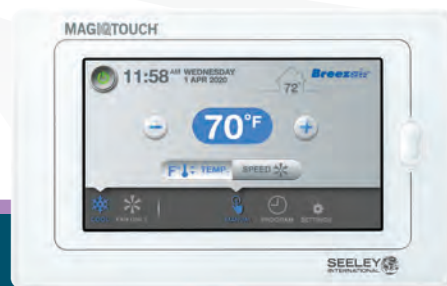 MAGIQTOUCH
11:58 AM WEDNESDAY
1 APR 2020
72°
Breezair
− 70°F +
F° TEMP. SPEED
COOL FAN ONLY PROGRAM SETTINGS
SEELEY
INTERNATIONAL